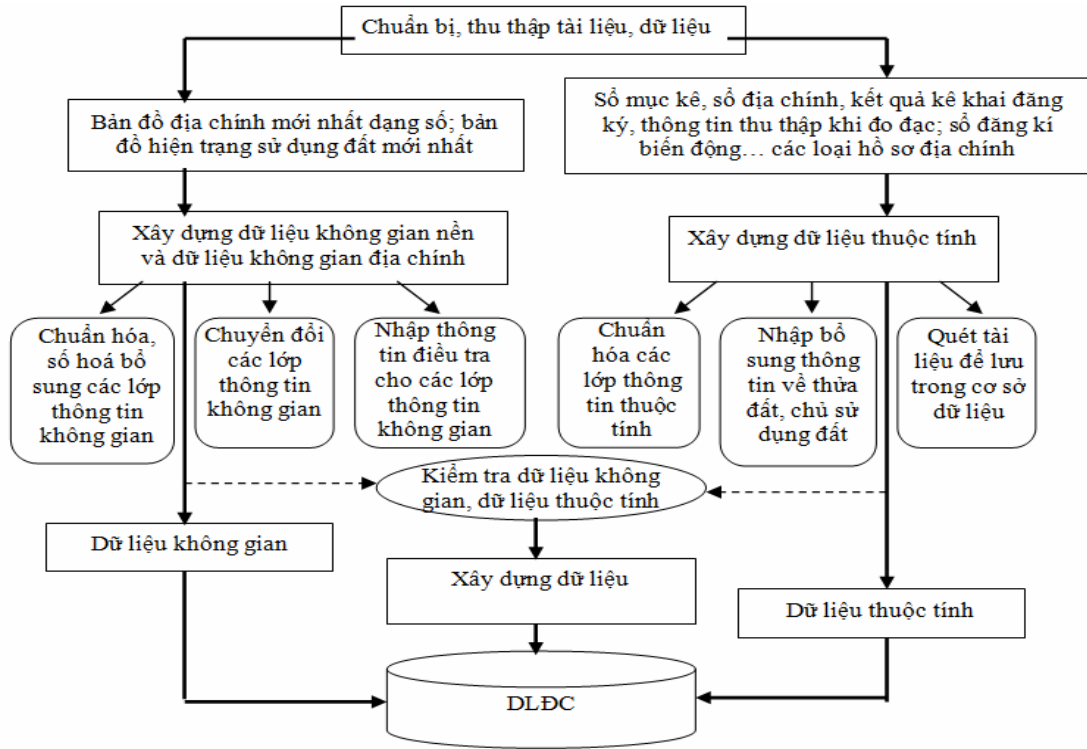 Chuẩn bị, thu thập tài liệu, dữ liệu
Bản đồ địa chính mới nhất dạng số; bản
đồ hiện trạng sử dụng đất mới nhất
Sổ mục kê, sổ địa chính, kết quả kê khai đăng
ký, thông tin thu thập khi đo đạc; sổ đăng kí
biến động... các loại hồ sơ địa chính
Xây dựng dữ liệu không gian nền
và dữ liệu không gian địa chính
Xây dựng dữ liệu thuộc tính
Chuẩn hóa,
số hoá bổ
sung các lớp
thông tin
không gian
Chuyển đổi
các lớp
thông tin
không gian
Nhập thông
tin điều tra
cho các lớp
thông tin
không gian
Chuẩn
hóa các
lớp thông
tin thuộc
tính
Nhập bổ
sung thông
tin về thửa
đất, chủ sử
dụng đất
Quét tài
liệu để lưu
trong cơ sở
dữ liệu
Kiểm tra dữ liệu không
gian, dữ liệu thuộc tính
Dữ liệu không gian
Xây dựng dữ liệu
Dữ liệu thuộc tính
DLĐC